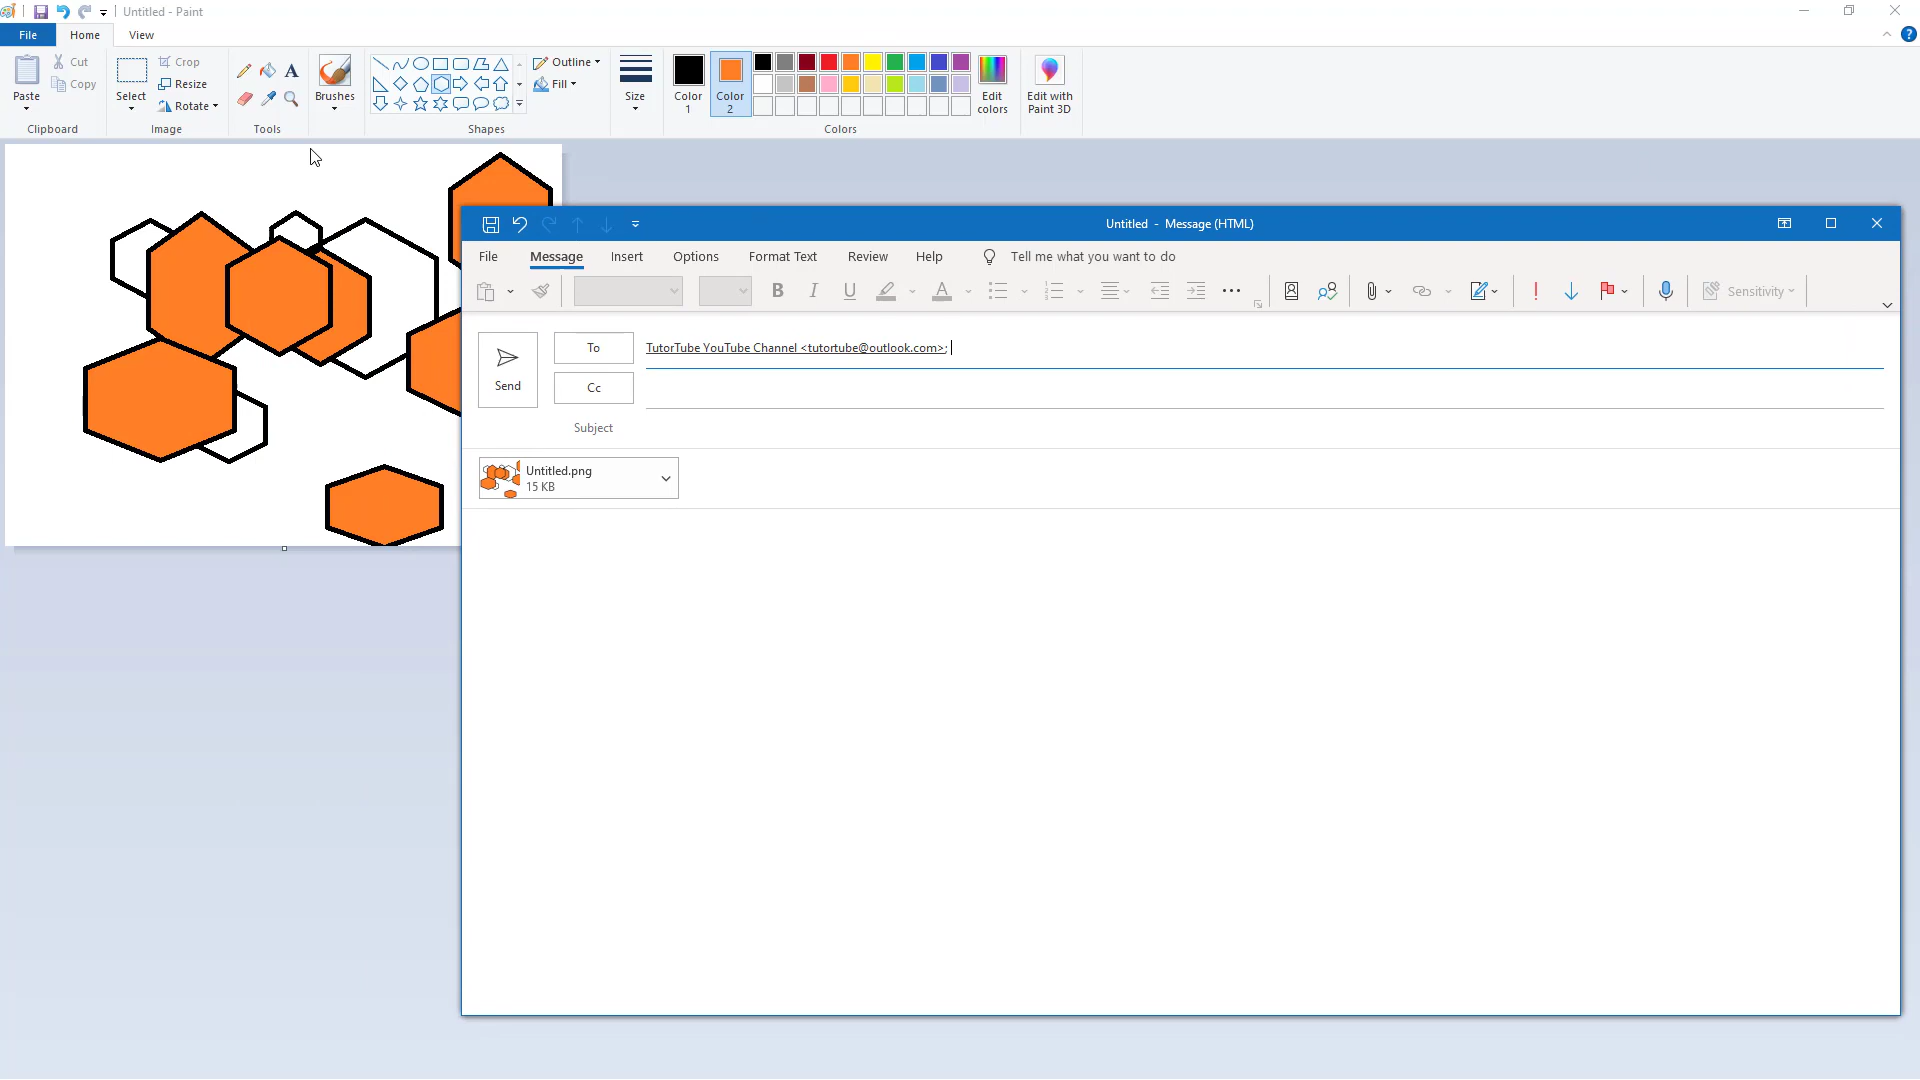 Untitled - Paint
File Home View
Paste
Cut
Copy
Clipboard
Select
Crop
Resize
Rotate
Image
A
Tools
Brushes
Outline
Fill
Shapes
Size
Color 1
Color 2
Edit colors
Colors
Edit with Paint 3D
?
Untitled - Message (HTML)
File Message Insert Options Format Text Review Help Tell me what you want to do
B I U A Sensitivity
Send
To TutorTube YouTube Channel <tutortube@outlook.com>;
Cc
Subject
Untitled.png
15 KB